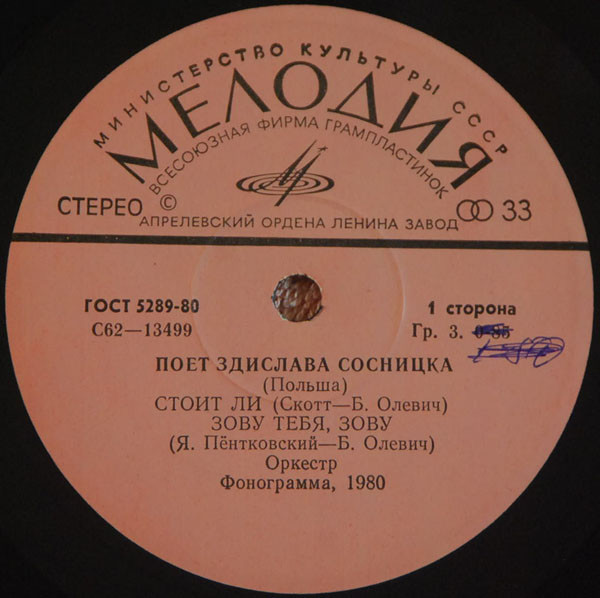 МИНИСТЕРСТВО КУЛЬТУРЫ СССР
МЕЛОДИЯ
ВСЕСОЮЗНАЯ ФИРМА ГРАМПЛАСТИНОК
СТЕРЕО © 33
АПРЕЛЕВСКИЙ ОРДЕНА ЛЕНИНА ЗАВОД
ГОСТ 5289-80 1 сторона
С62—13499 Гр. 3.
ПОЕТ ЗДИСЛАВА СОСНИЦКА
(Польша)
СТОИТ ЛИ (Скотт—Б. Олевич)
ЗОВУ ТЕБЯ, ЗОВУ
(Я. Пёнтковский—Б. Олевич)
Оркестр
Фонограмма, 1980